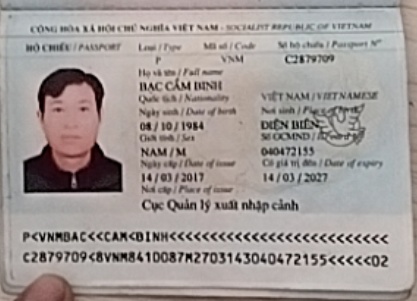 CỘNG HÒA XÃ HỘI CHỦ NGHĨA VIỆT NAM - SOCIALIST REPUBLIC OF VIETNAM
HỘ CHIẾU / PASSPORT Loại / Type Mã số / Code Số hộ chiếu / Passport Nº
P VNM C2879709
Họ và tên / Full name
BẠC CẦM BINH
Quốc tịch / Nationality VIỆT NAM / VIETNAMESE
Ngày sinh / Date of birth Nơi sinh / Place of birth
08 / 10 / 1984 ĐIỆN BIÊN
Giới tính / Sex Số GCMND /
NAM / M 040472155
Ngày cấp / Date of issue Có giá trị đến / Date of expiry
14 / 03 / 2017 14 / 03 / 2027
Nơi cấp / Place of issue
Cục Quản lý xuất nhập cảnh
P<VNMBAC<<CAM<BINH<<<<<<<<<<<<<<<<<<<<<<<<<<
C2879709<8VNM8410087M2703143040472155<<<<<02